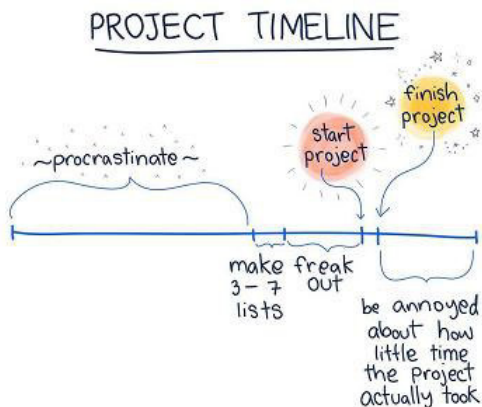 PROJECT TIMELINE
finish
project
start
project
~procrastinate~
make
3-7
lists
freak
out
be annoyed
about how
little time
the project
actually took